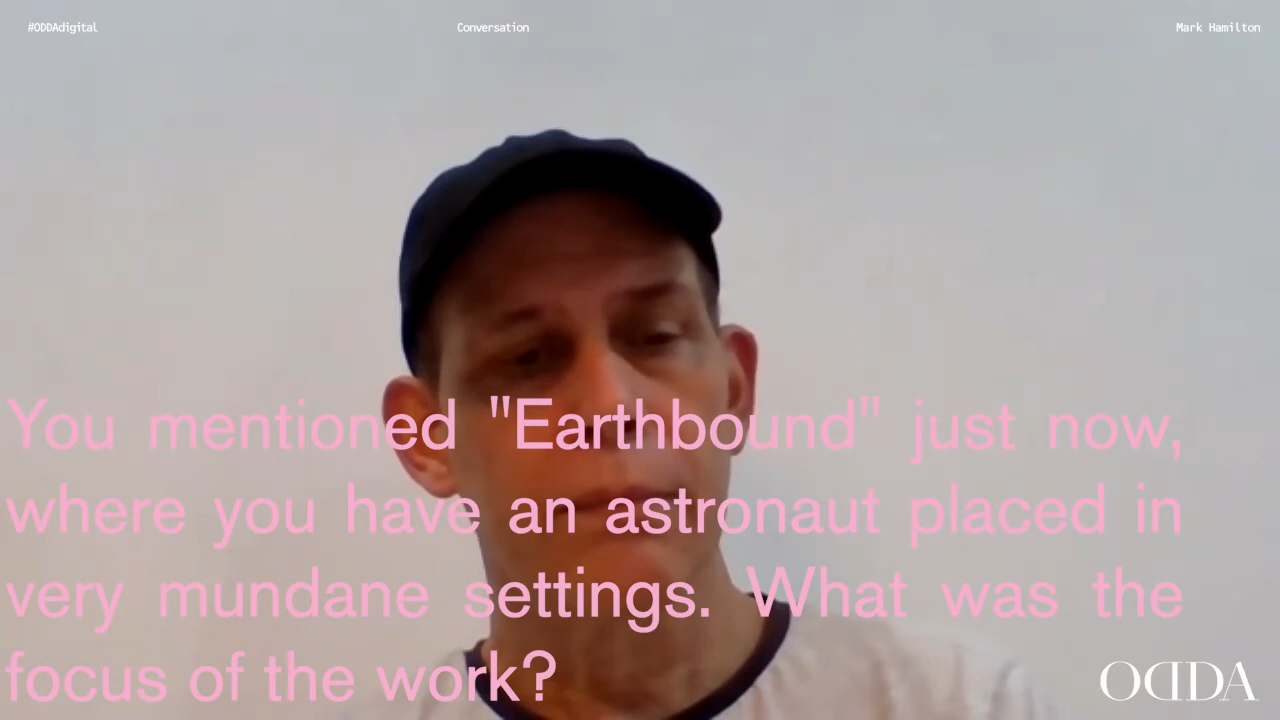 #ODDAdigital
Conversation
Mark Hamilton
You mentioned "Earthbound" just now,
where you have an astronaut placed in
very mundane settings. What was the
focus of the work?
ODDA